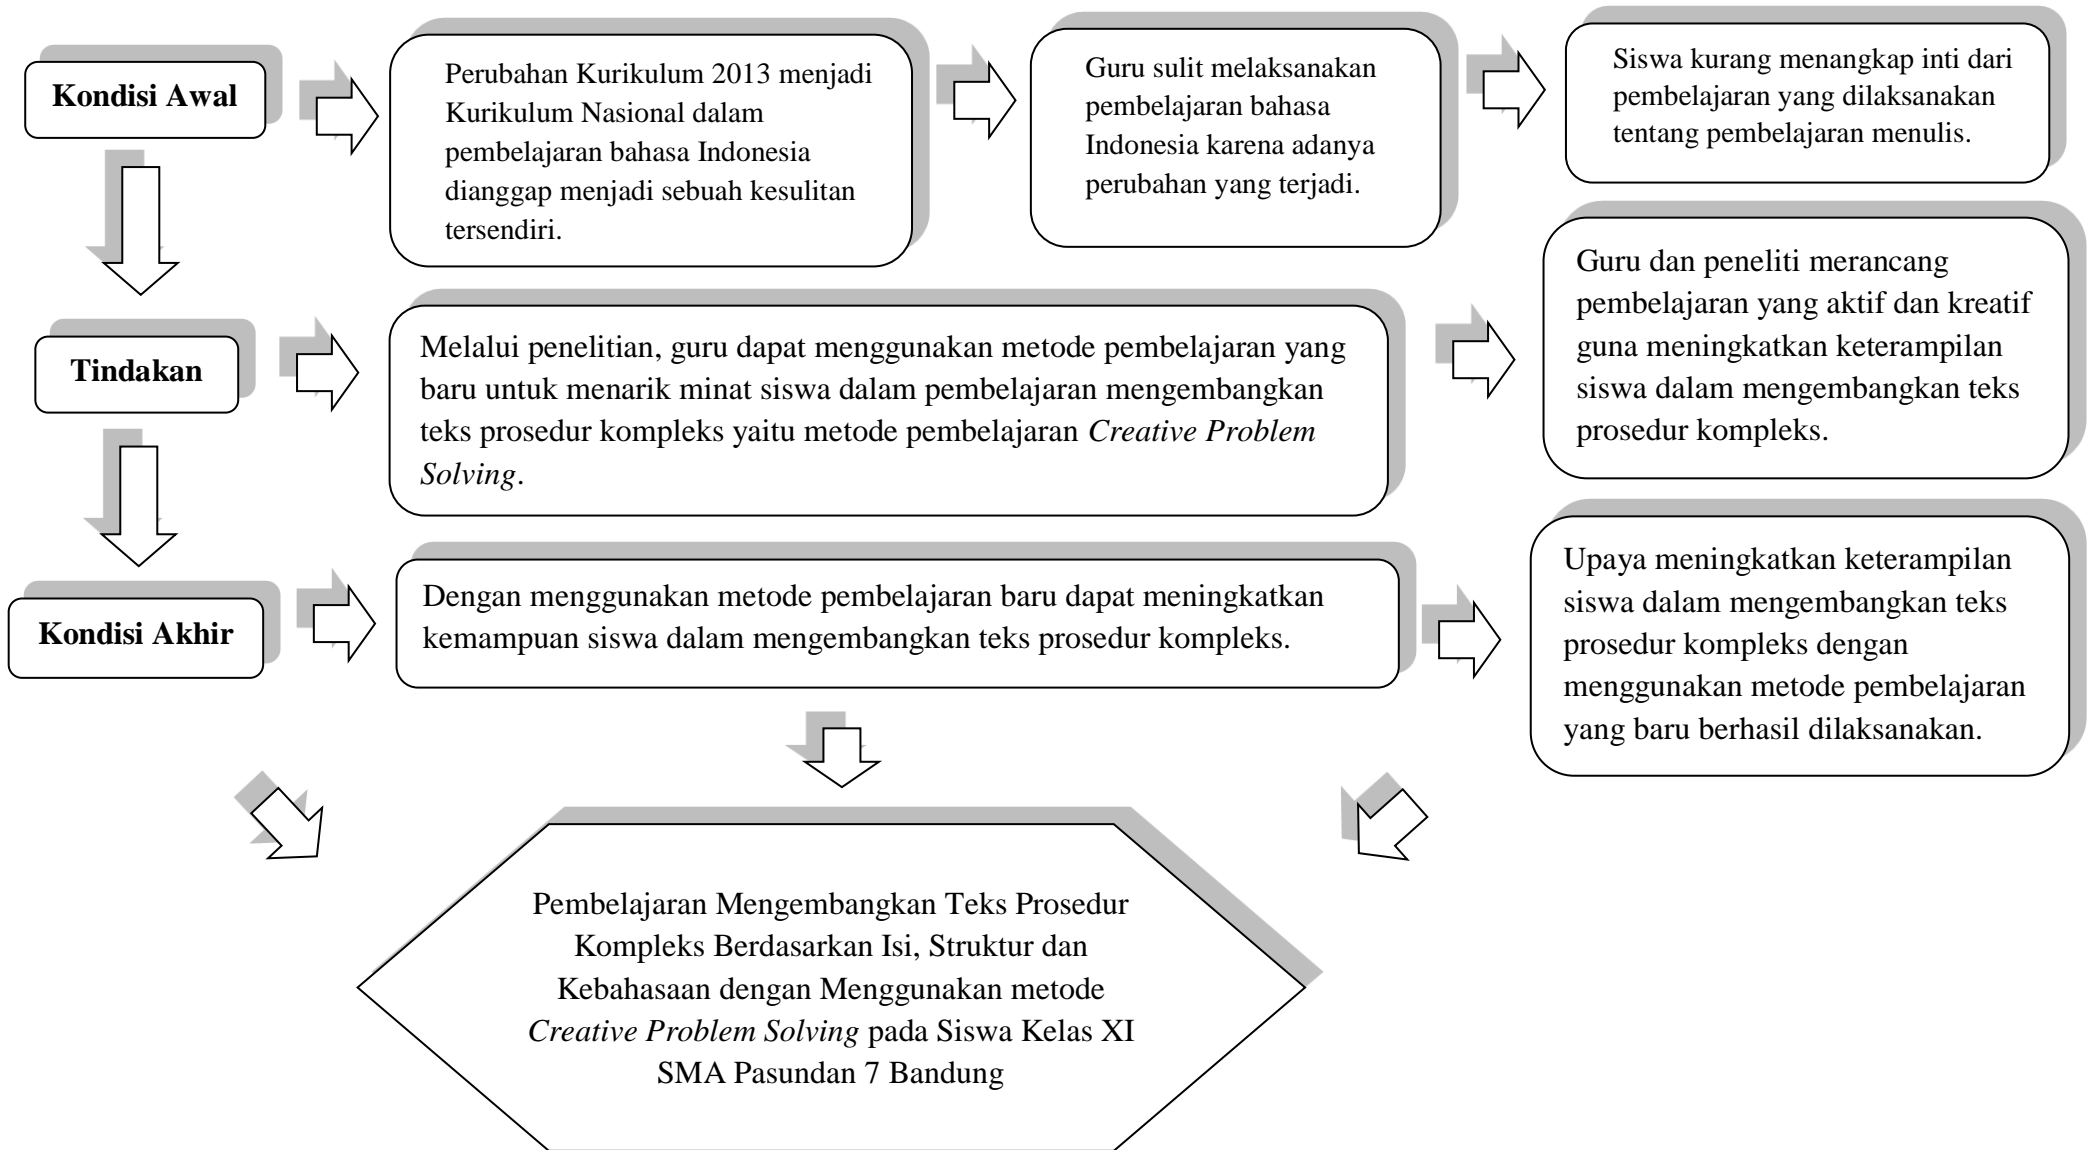 Kondisi Awal
Perubahan Kurikulum 2013 menjadi
Kurikulum Nasional dalam
pembelajaran bahasa Indonesia
dianggap menjadi sebuah kesulitan
tersendiri.
Guru sulit melaksanakan
pembelajaran bahasa
Indonesia karena adanya
perubahan yang terjadi.
Siswa kurang menangkap inti dari
pembelajaran yang dilaksanakan
tentang pembelajaran menulis.
Tindakan
Melalui penelitian, guru dapat menggunakan metode pembelajaran yang
baru untuk menarik minat siswa dalam pembelajaran mengembangkan
teks prosedur kompleks yaitu metode pembelajaran Creative Problem
Solving.
Guru dan peneliti merancang
pembelajaran yang aktif dan kreatif
guna meningkatkan keterampilan
siswa dalam mengembangkan teks
prosedur kompleks.
Kondisi Akhir
Dengan menggunakan metode pembelajaran baru dapat meningkatkan
kemampuan siswa dalam mengembangkan teks prosedur kompleks.
Upaya meningkatkan keterampilan
siswa dalam mengembangkan teks
prosedur kompleks dengan
menggunakan metode pembelajaran
yang baru berhasil dilaksanakan.
Pembelajaran Mengembangkan Teks Prosedur
Kompleks Berdasarkan Isi, Struktur dan
Kebahasaan dengan Menggunakan metode
Creative Problem Solving pada Siswa Kelas XI
SMA Pasundan 7 Bandung